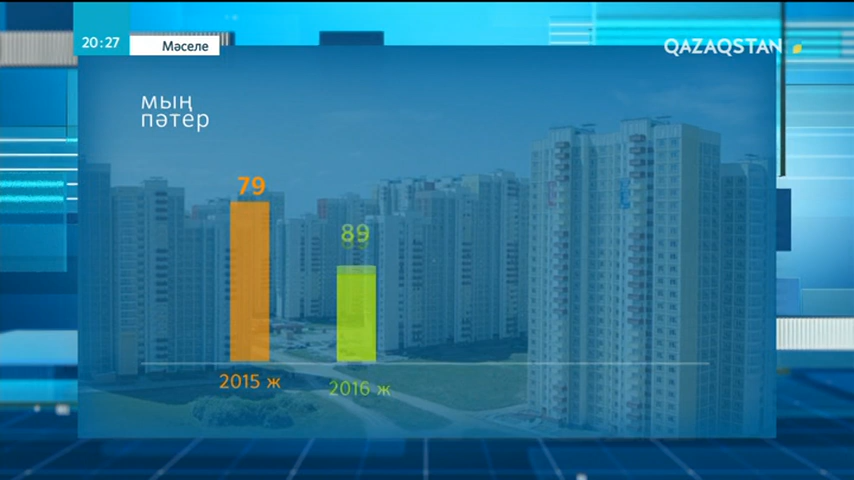 20:27
Мәселе
QAZAQSTAN
мың
пәтер
79
89
2015 ж
2016 ж